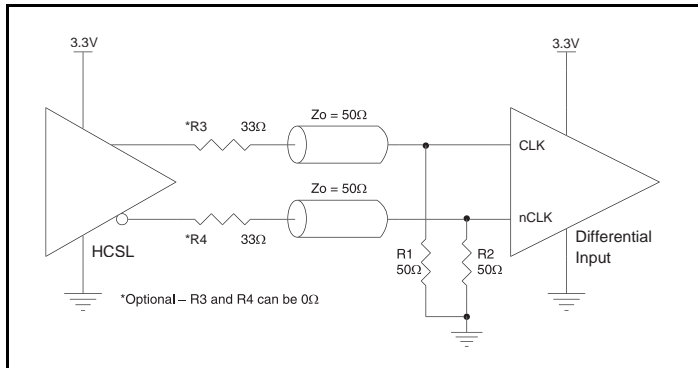 3.3V
3.3V
*R3 33Ω
Zo = 50Ω
CLK
Zo = 50Ω
nCLK
*R4 33Ω
HCSL
R1
50Ω
R2
50Ω
Differential
Input
*Optional – R3 and R4 can be 0Ω